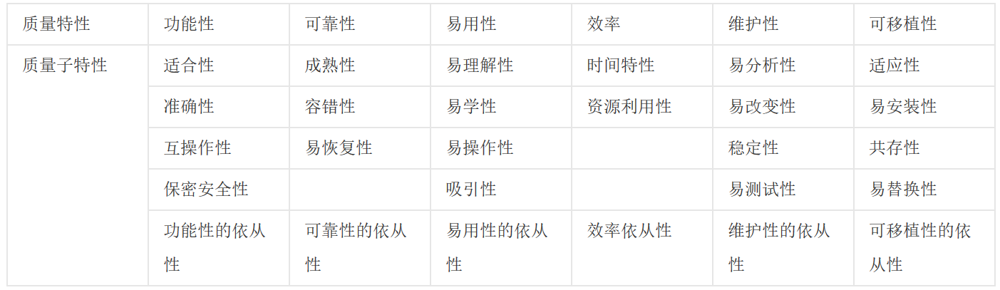 质量特性 功能性 可靠性 易用性 效率 维护性 可移植性
质量子特性 适合性 成熟性 易理解性 时间特性 易分析性 适应性
准确性 容错性 易学性 资源利用性 易改变性 易安装性
互操作性 易恢复性 易操作性 稳定性 共存性
保密安全性 吸引性 易测试性 易替换性
功能性的依从 可靠性的依从 易用性的依从 效率依从性 维护性的依从 可移植性的依
性 性 性 性 从性